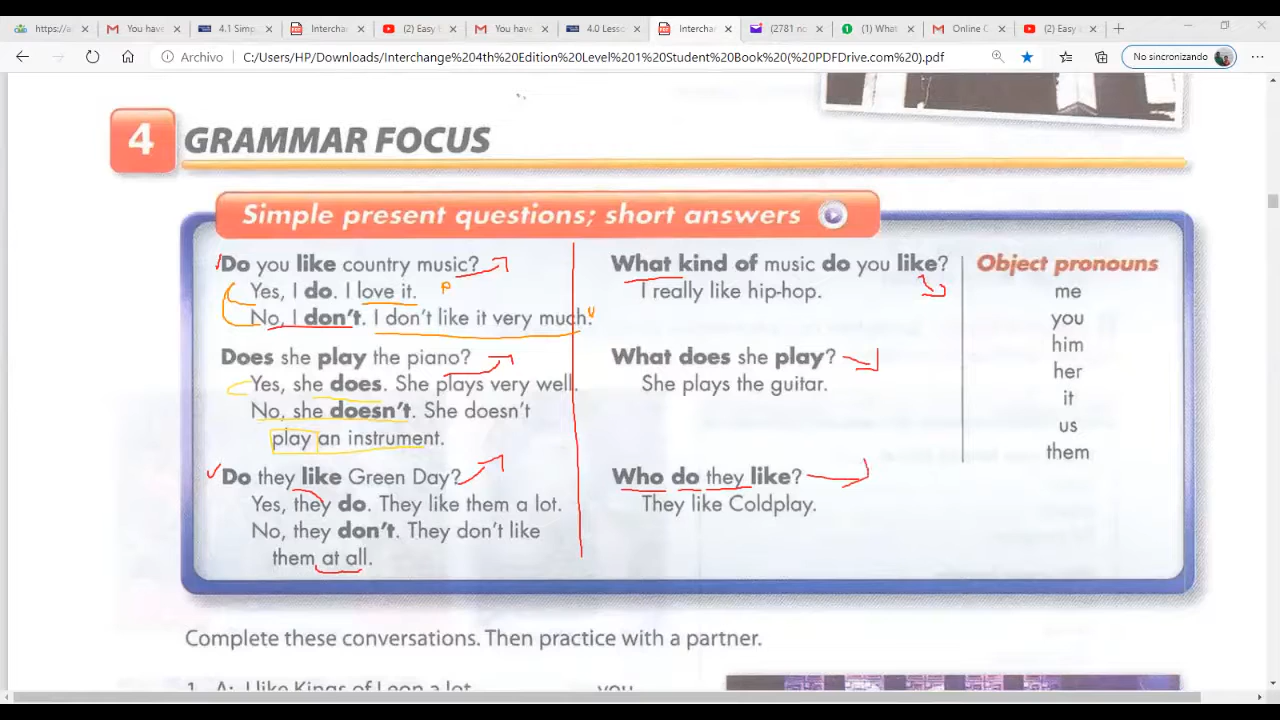 https://a
You have
4.1 Simp
Interchan
(2) Easy E
You have
4.0 Lesso
Interchan
(2781 no
(1) What
Online C
(2) Easy
Archivo
C:/Users/HP/Downloads/Interchange%204th%20Edition%20Level%201%20Student%20Book%20(%20PDFDrive.com%20).pdf
No sincronizando
4
GRAMMAR FOCUS
Simple present questions; short answers
Do you like country music?
Yes, I do. I love it.
P
No, I don't. I don't like it very much.
Does she play the piano?
Yes, she does. She plays very well.
No, she doesn't. She doesn't
play an instrument.
Do they like Green Day?
Yes, they do. They like them a lot.
No, they don't. They don't like
them at all.
What kind of music do you like?
I really like hip-hop.
What does she play?
She plays the guitar.
Who do they like?
They like Coldplay.
Object pronouns
me
you
him
her
it
us
them
Complete these conversations. Then practice with a partner.
1. A: I like Kings of Leon a lot. you